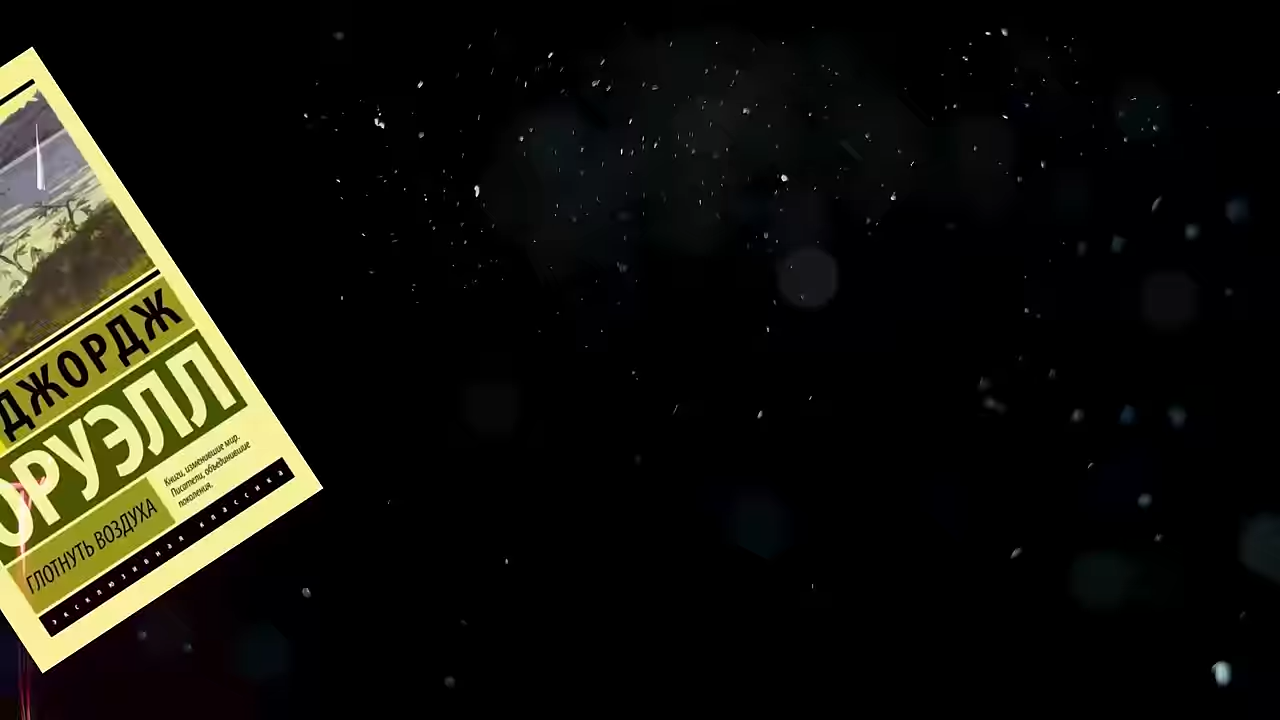 ДЖОРДЖ
ОРУЭЛЛ
Книги, изменившие мир.
Писатели, объединившие
поколения.
ГЛОТНУТЬ ВОЗДУХА
эксклюзивная классика